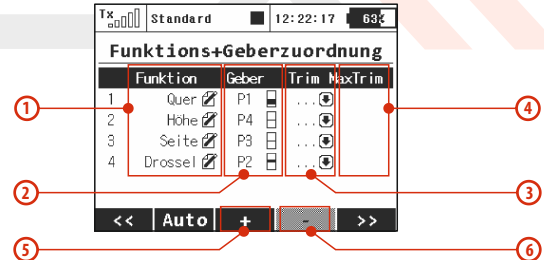 Tx Standard 12:22:17 63%
Funktions+Geberzuordnung
Funktion Geber Trim MaxTrim
1 Quer P1 ...
2 Höhe P4 ...
3 Seite P3 ...
4 Drossel P2 ...
<< Auto + - >>
1
2
3
4
5
6